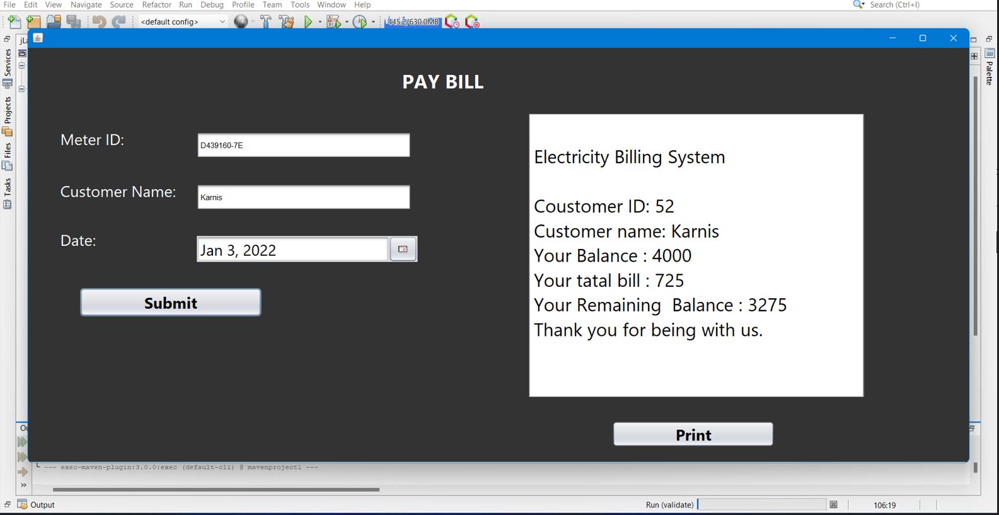 File Edit View Navigate Source Refactor Run Debug Profile Team Tools Window Help
Search (Ctrl+I)
<default config>
445.2/630.0MB
Services
Projects
Files
Tasks
Palette
PAY BILL
Meter ID:
D439160-7E
Customer Name:
Karnis
Date:
Jan 3, 2022
Submit
Electricity Billing System
Coustomer ID: 52
Customer name: Karnis
Your Balance : 4000
Your tatal bill : 725
Your Remaining  Balance : 3275
Thank you for being with us.
Print
--- exec-maven-plugin:3.0.0:exec (default-cli) @ mavenproject1 ---
Output
Run (validate)
106:19